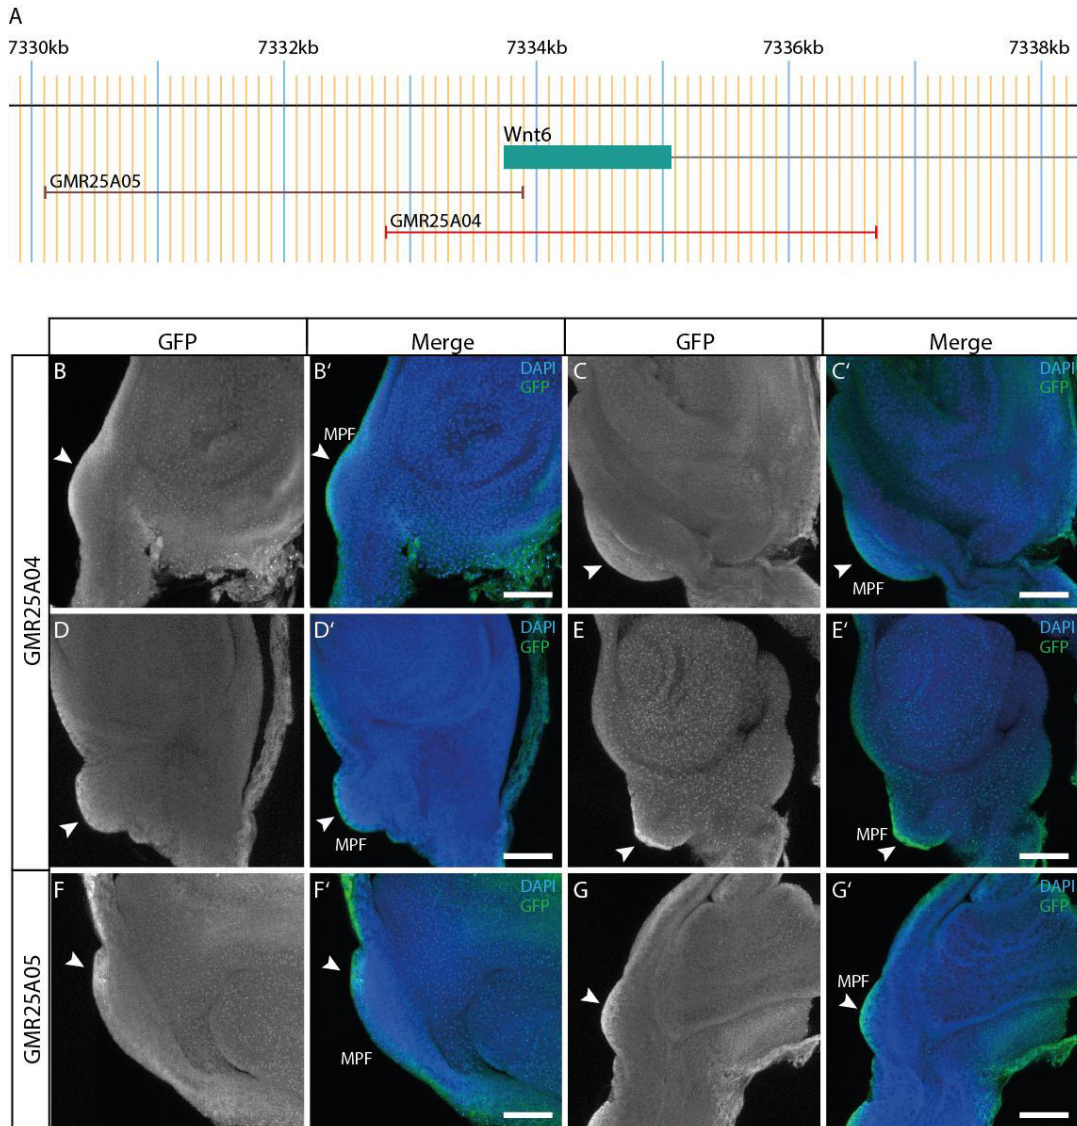 A
7330kb 7332kb 7334kb 7336kb 7338kb
Wnt6
GMR25A05
GMR25A04
GFP Merge GFP Merge
GMR25A04
B B' DAPI C C' DAPI
GFP GFP
MPF
MPF
D D' DAPI E E' DAPI
GFP GFP
MPF MPF
GMR25A05
F F' DAPI G G' DAPI
GFP GFP
MPF
MPF